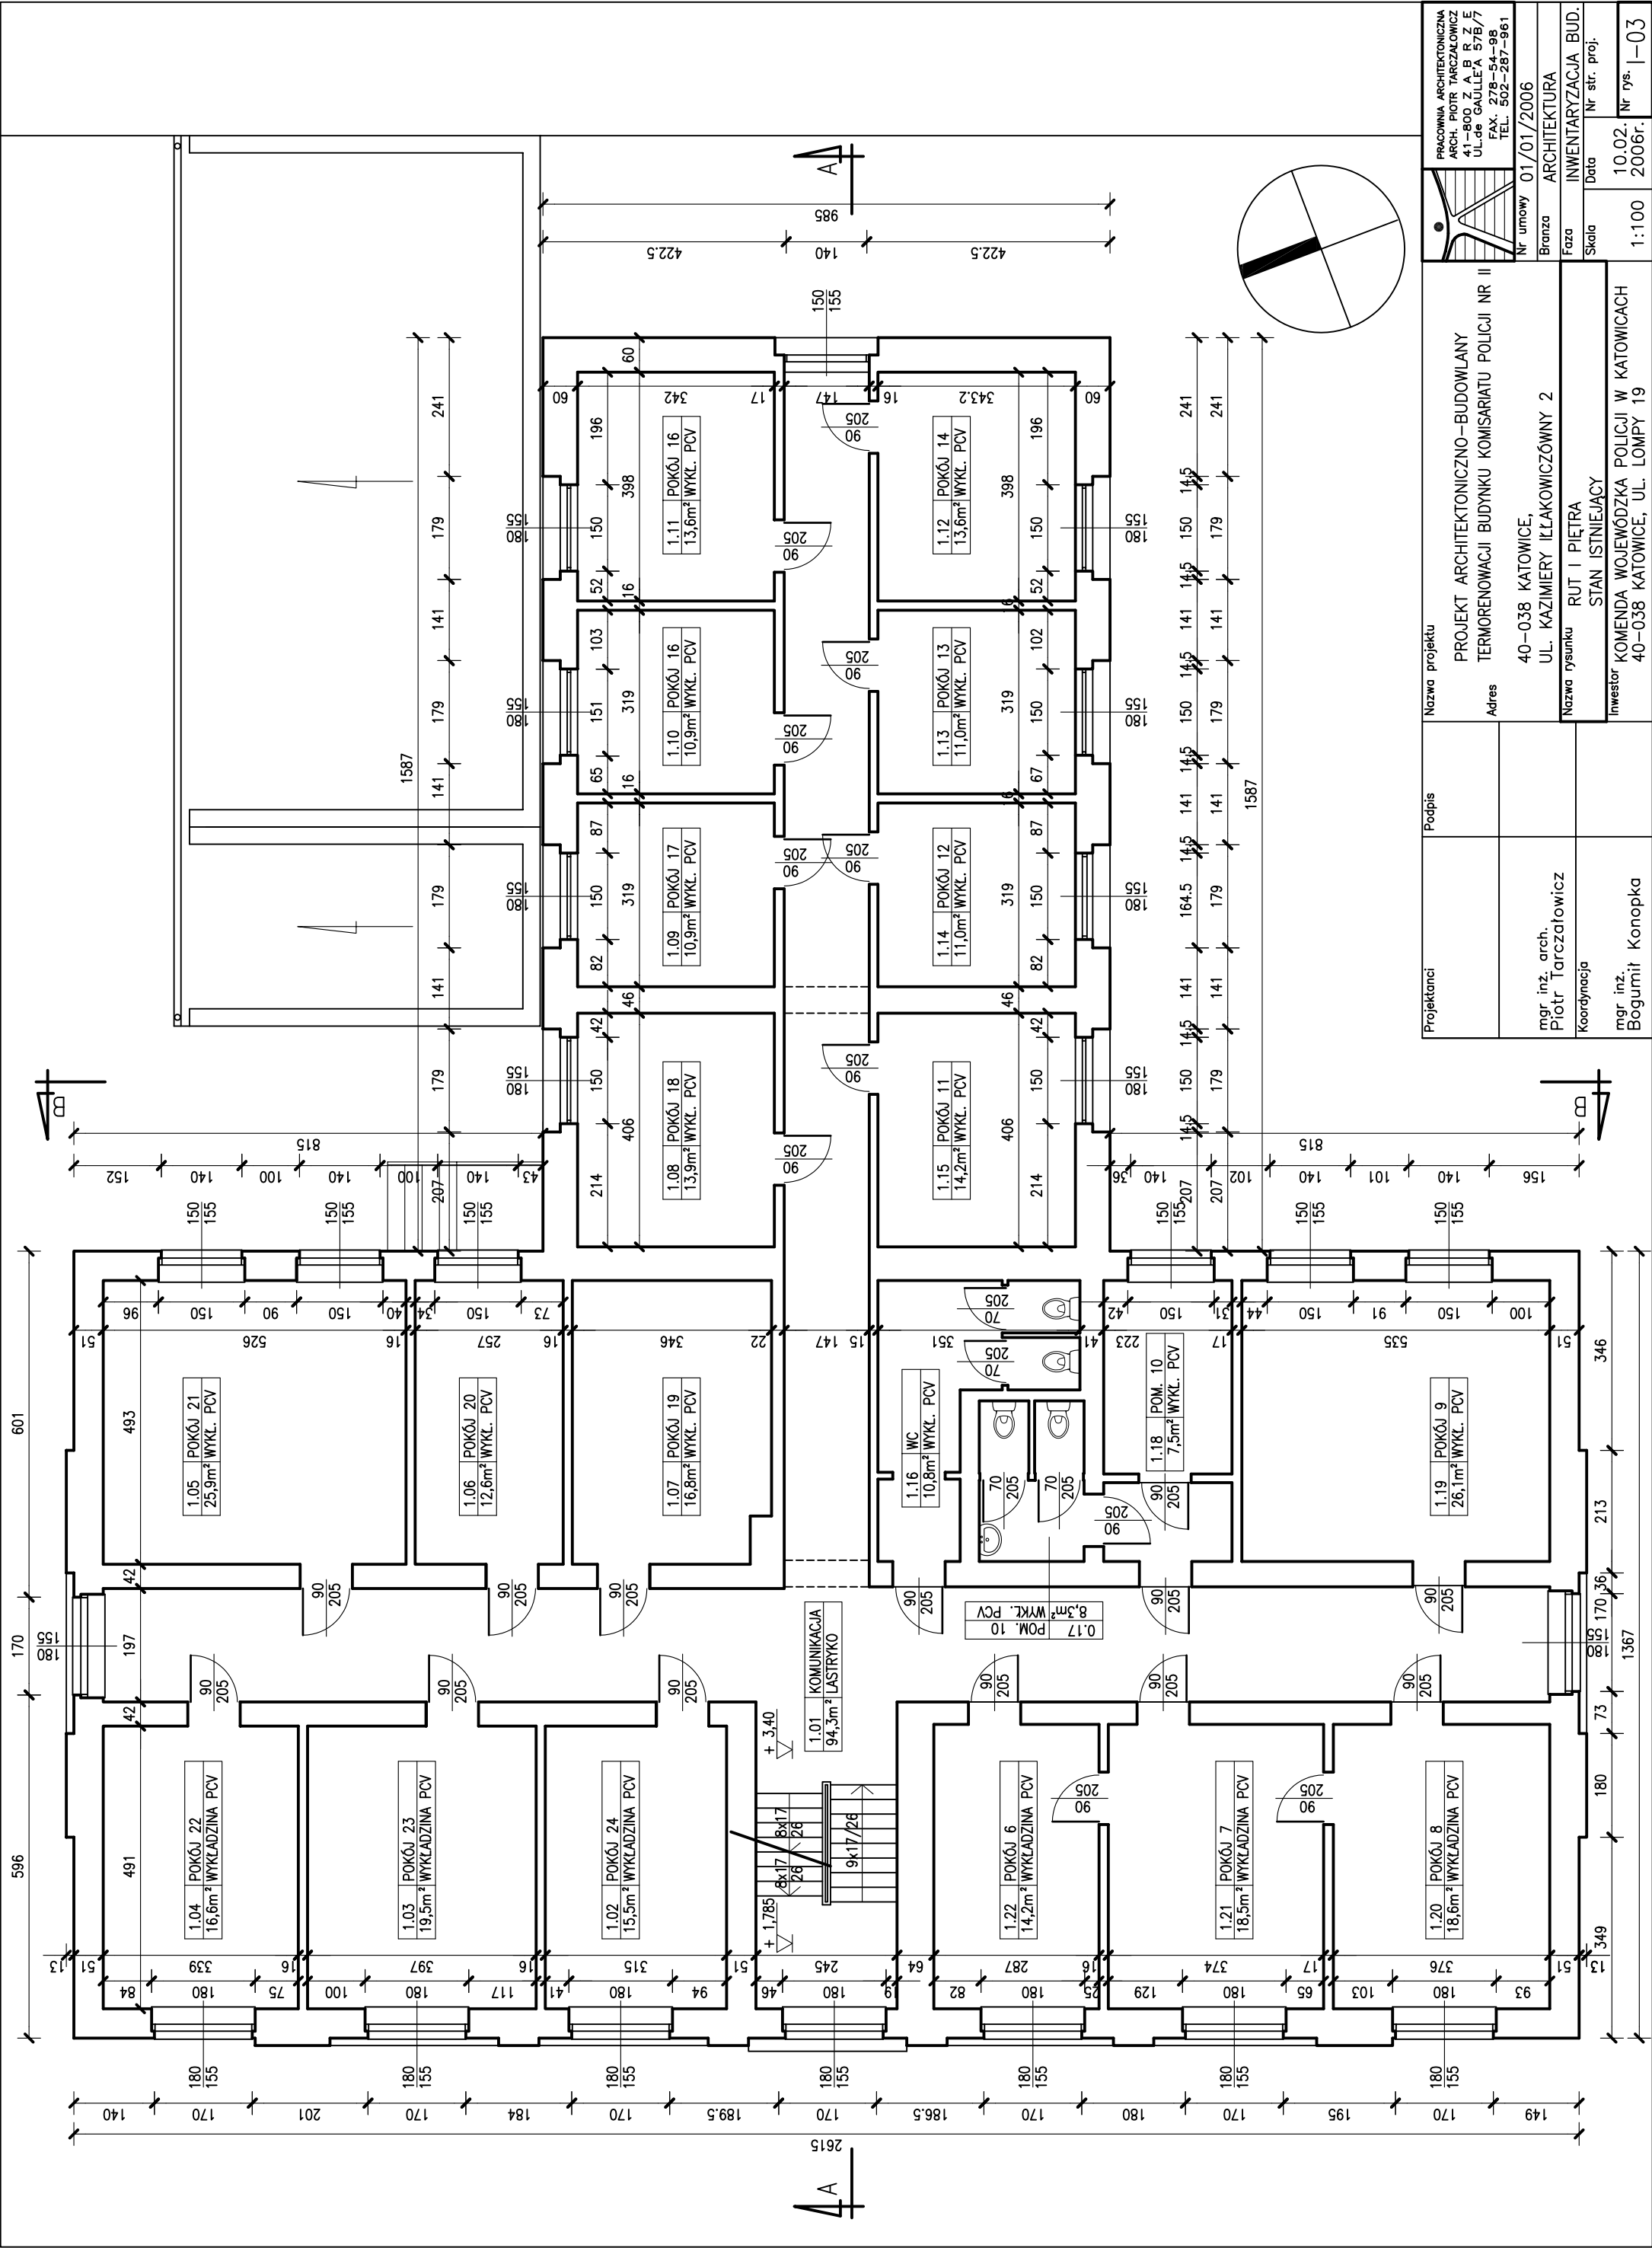 PRACOWNIA ARCHITEKTONICZNA
ARCH. PIOTR TARCZAŁOWICZ
41-800 Z A B R Z E
UL.de GAULLE'A 57B/7
FAX. 278-54-98
TEL. 502-287-961
Nr umowy 01/01/2006
Branza ARCHITEKTURA
Faza INWENTARYZACJA BUD.
Skala 1:100
Data 10.02. 2006r.
Nr str. proj.
Nr rys. I-03
Nazwa projektu
PROJEKT ARCHITEKTONICZNO-BUDOWLANY
TERMORENOWACJI BUDYNKU KOMISARIATU POLICJI NR II
Adres
40-038 KATOWICE,
UL. KAZIMIERY IŁŁAKOWICZÓWNY 2
Nazwa rysunku
RUT I PIĘTRA
STAN ISTNIEJĄCY
Inwestor
KOMENDA WOJEWÓDZKA POLICJI W KATOWICACH
40-038 KATOWICE, UL. LOMPY 19
Projektanci
Podpis
mgr inż. arch.
Piotr Tarczałowicz
Koordynacja
mgr inż.
Bogumił Konopka
1.01 KOMUNIKACJA
94,3m² LASTRYKO
1.02 POKÓJ 24
15,5m² WYKŁADZINA PCV
1.03 POKÓJ 23
19,5m² WYKŁADZINA PCV
1.04 POKÓJ 22
16,6m² WYKŁADZINA PCV
1.05 POKÓJ 21
25,9m² WYKŁ. PCV
1.06 POKÓJ 20
12,6m² WYKŁ. PCV
1.07 POKÓJ 19
16,8m² WYKŁ. PCV
1.08 POKÓJ 18
13,9m² WYKŁ. PCV
1.09 POKÓJ 17
10,9m² WYKŁ. PCV
1.10 POKÓJ 16
10,9m² WYKŁ. PCV
1.11 POKÓJ 16
13,6m² WYKŁ. PCV
1.12 POKÓJ 14
13,6m² WYKŁ. PCV
1.13 POKÓJ 13
11,0m² WYKŁ. PCV
1.14 POKÓJ 12
11,0m² WYKŁ. PCV
1.15 POKÓJ 11
14,2m² WYKŁ. PCV
1.16 WC
10,8m² WYKŁ. PCV
0.17 POM. 10
8,3m² WYKŁ. PCV
1.18 POM. 10
7,5m² WYKŁ. PCV
1.19 POKÓJ 9
26,1m² WYKŁ. PCV
1.20 POKÓJ 8
18,6m² WYKŁADZINA PCV
1.21 POKÓJ 7
18,5m² WYKŁADZINA PCV
1.22 POKÓJ 6
14,2m² WYKŁADZINA PCV
+ 3,40
+ 1,785
8x17
26
8x17
26
9x17/26
A
A
B
B
2615
1367
1587
1587
985
815
815
601
170
596